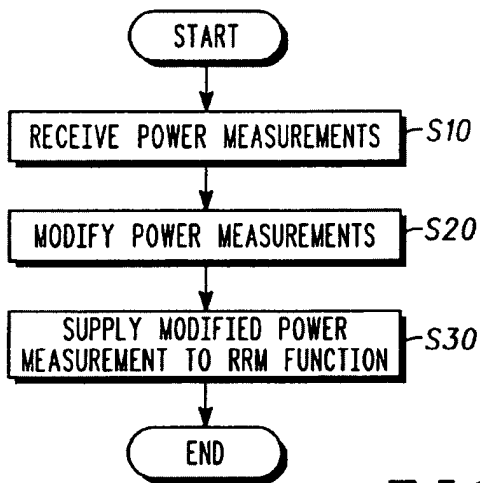 START
RECEIVE POWER MEASUREMENTS
S10
MODIFY POWER MEASUREMENTS
S20
SUPPLY MODIFIED POWER
MEASUREMENT TO RRM FUNCTION
S30
END